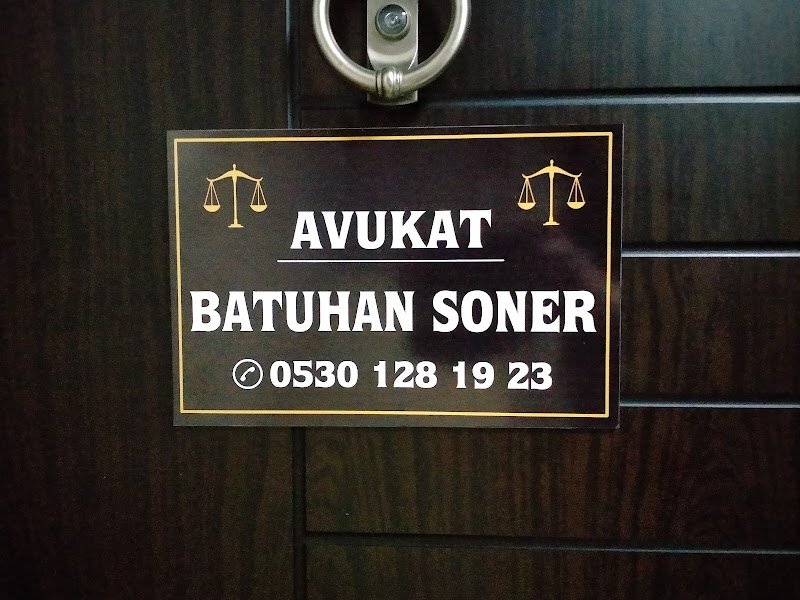 AVUKAT
BATUHAN SONER
0530 128 19 23